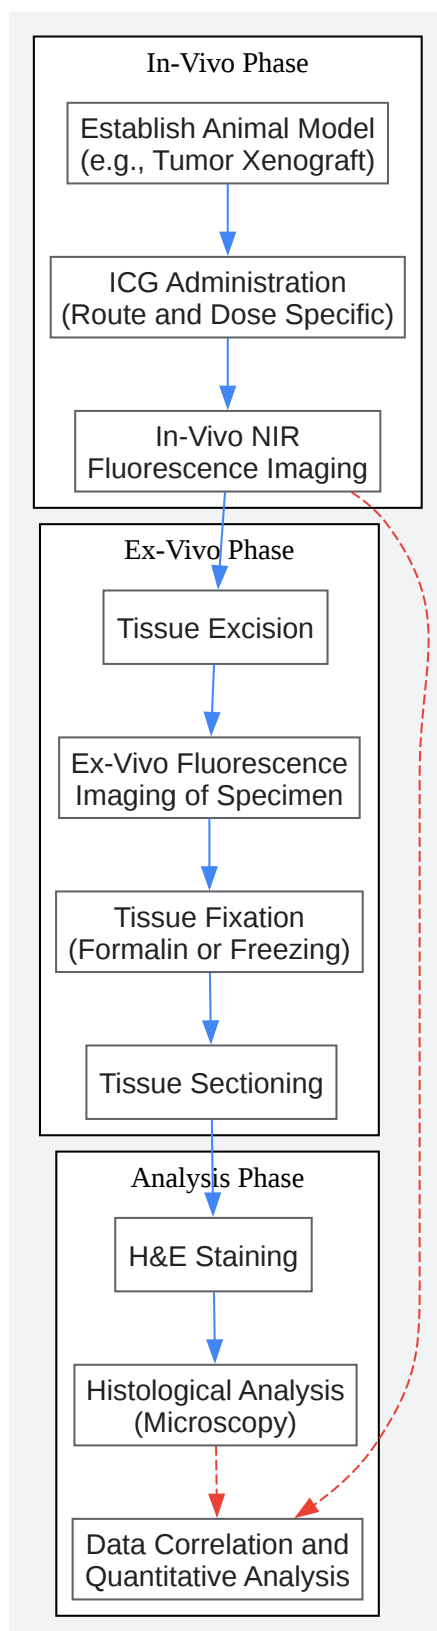 In-Vivo Phase
Establish Animal Model
(e.g., Tumor Xenograft)
ICG Administration
(Route and Dose Specific)
In-Vivo NIR
Fluorescence Imaging
Ex-Vivo Phase
Tissue Excision
Ex-Vivo Fluorescence
Imaging of Specimen
Tissue Fixation
(Formalin or Freezing)
Tissue Sectioning
Analysis Phase
H&E Staining
Histological Analysis
(Microscopy)
Data Correlation and
Quantitative Analysis